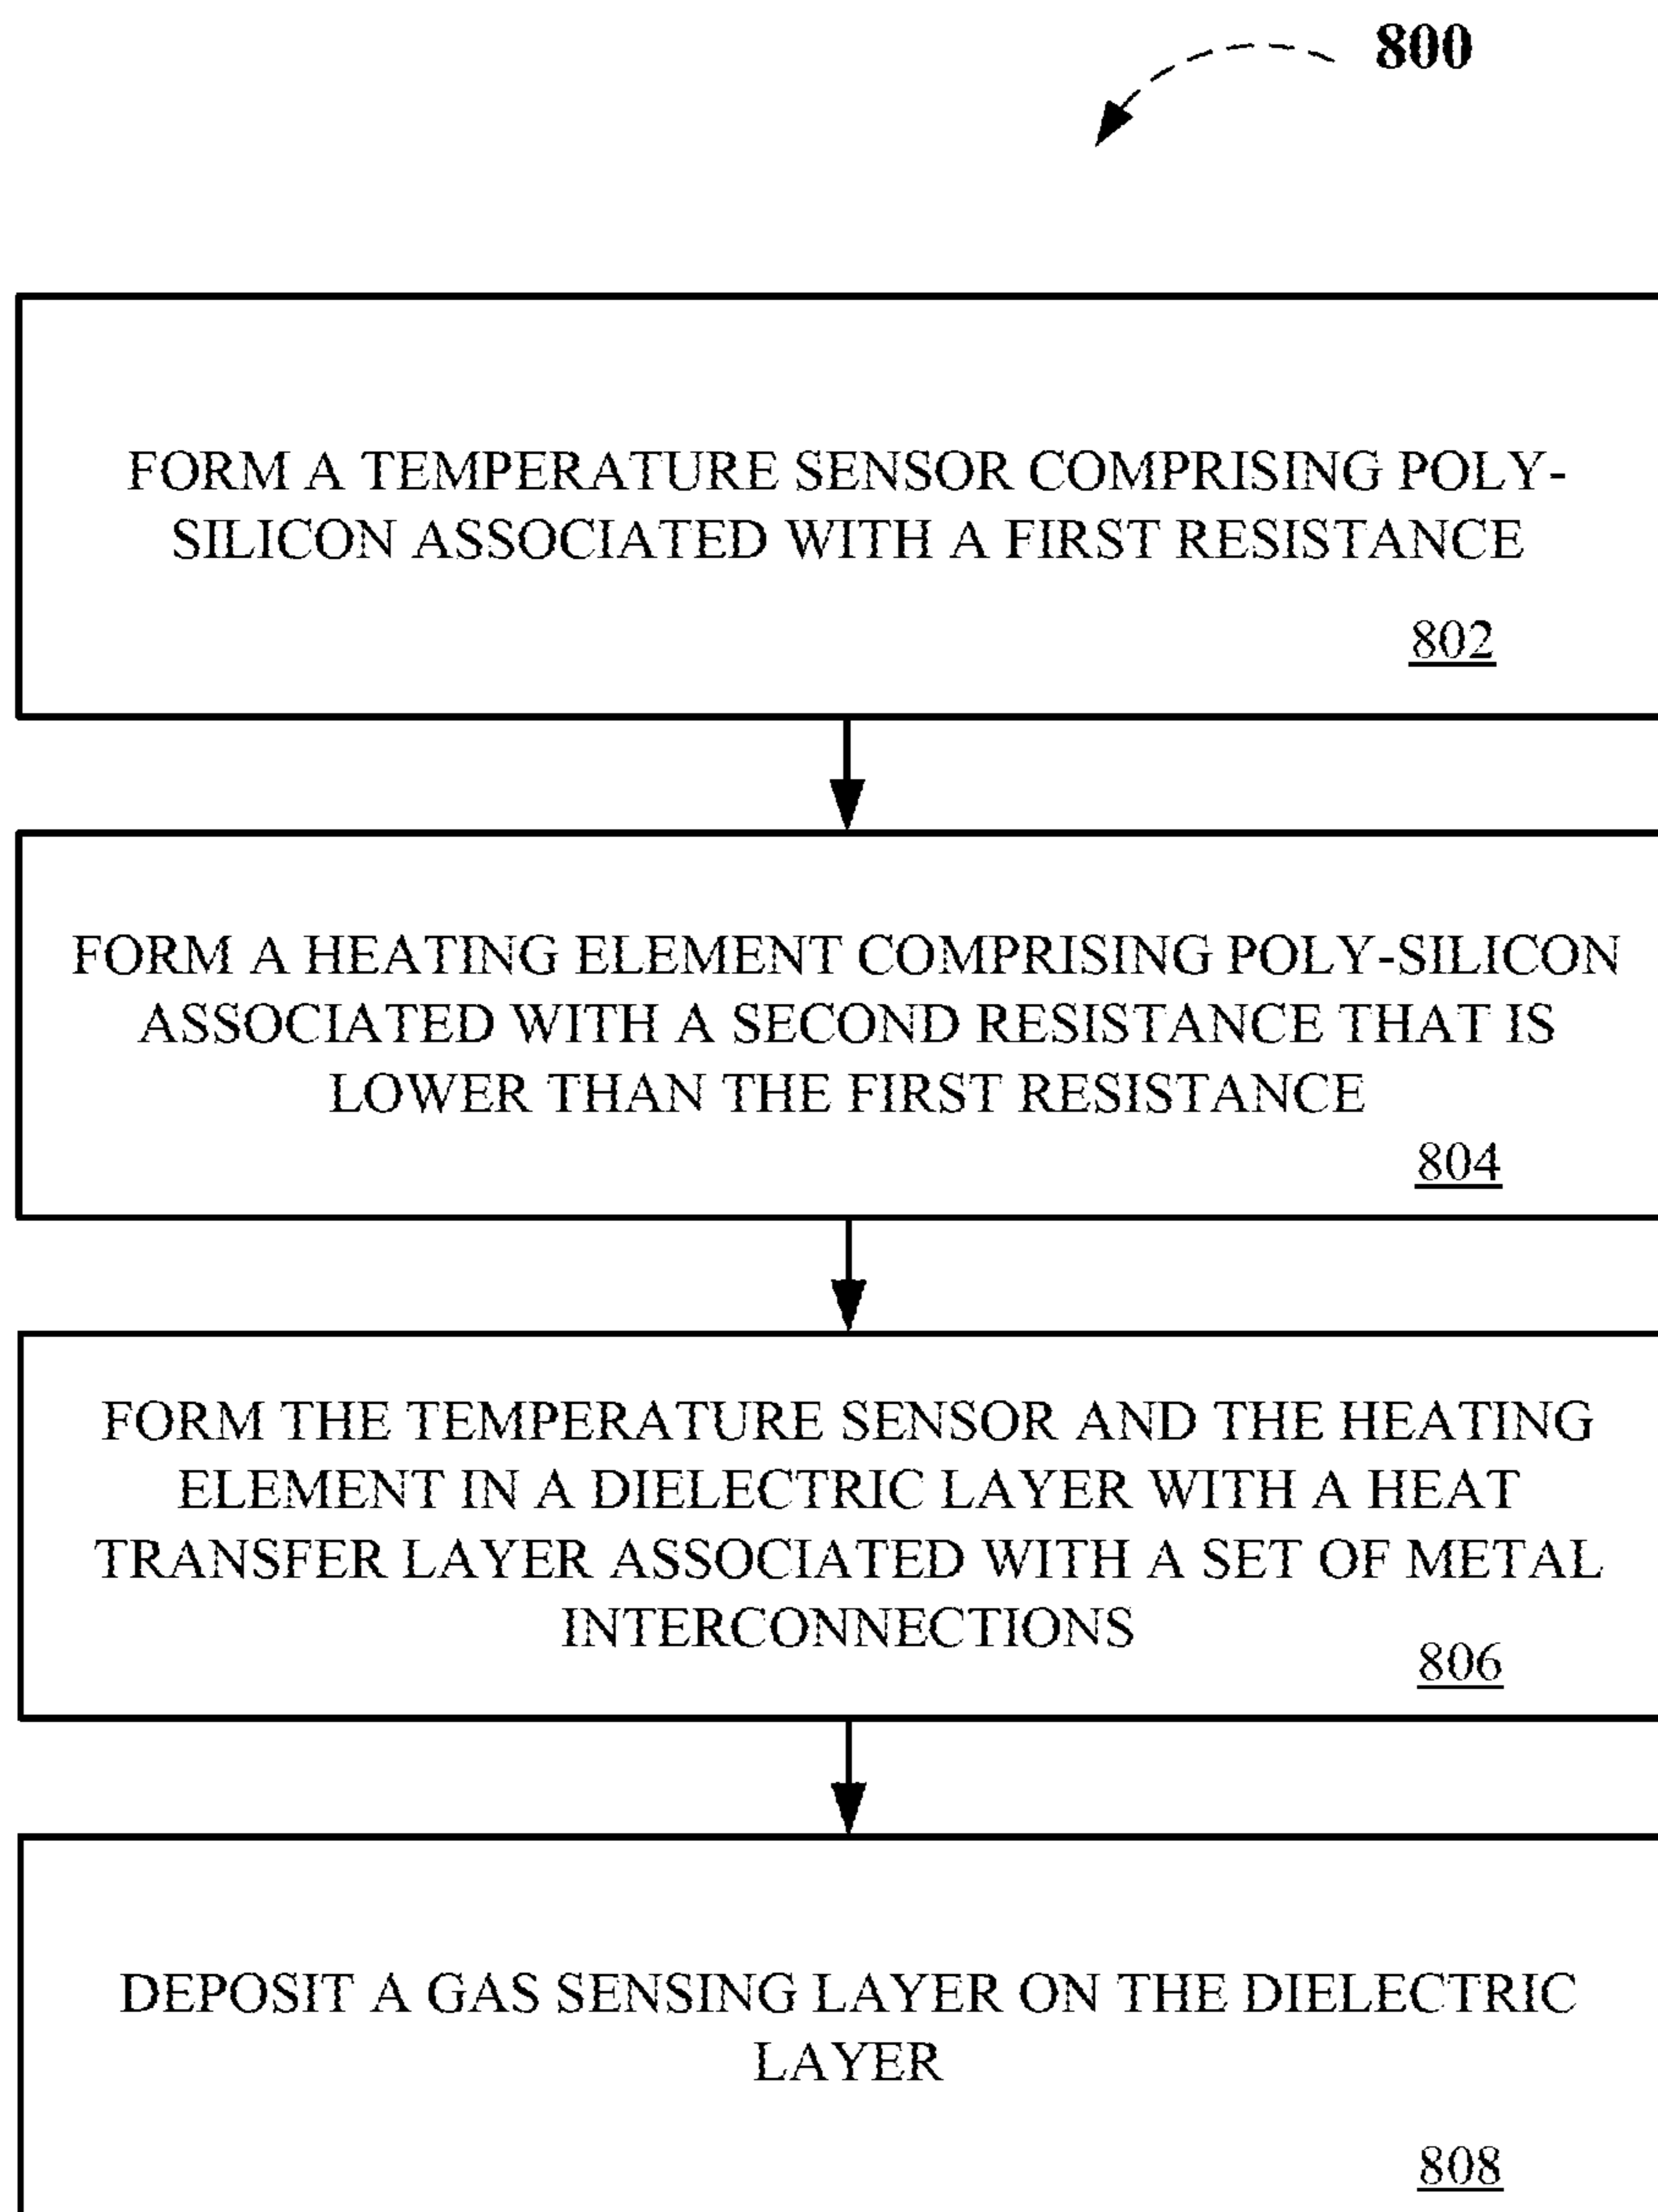 800
FORM A TEMPERATURE SENSOR COMPRISING POLY-
SILICON ASSOCIATED WITH A FIRST RESISTANCE
802
FORM A HEATING ELEMENT COMPRISING POLY-SILICON
ASSOCIATED WITH A SECOND RESISTANCE THAT IS
LOWER THAN THE FIRST RESISTANCE
804
FORM THE TEMPERATURE SENSOR AND THE HEATING
ELEMENT IN A DIELECTRIC LAYER WITH A HEAT
TRANSFER LAYER ASSOCIATED WITH A SET OF METAL
INTERCONNECTIONS
806
DEPOSIT A GAS SENSING LAYER ON THE DIELECTRIC
LAYER
808